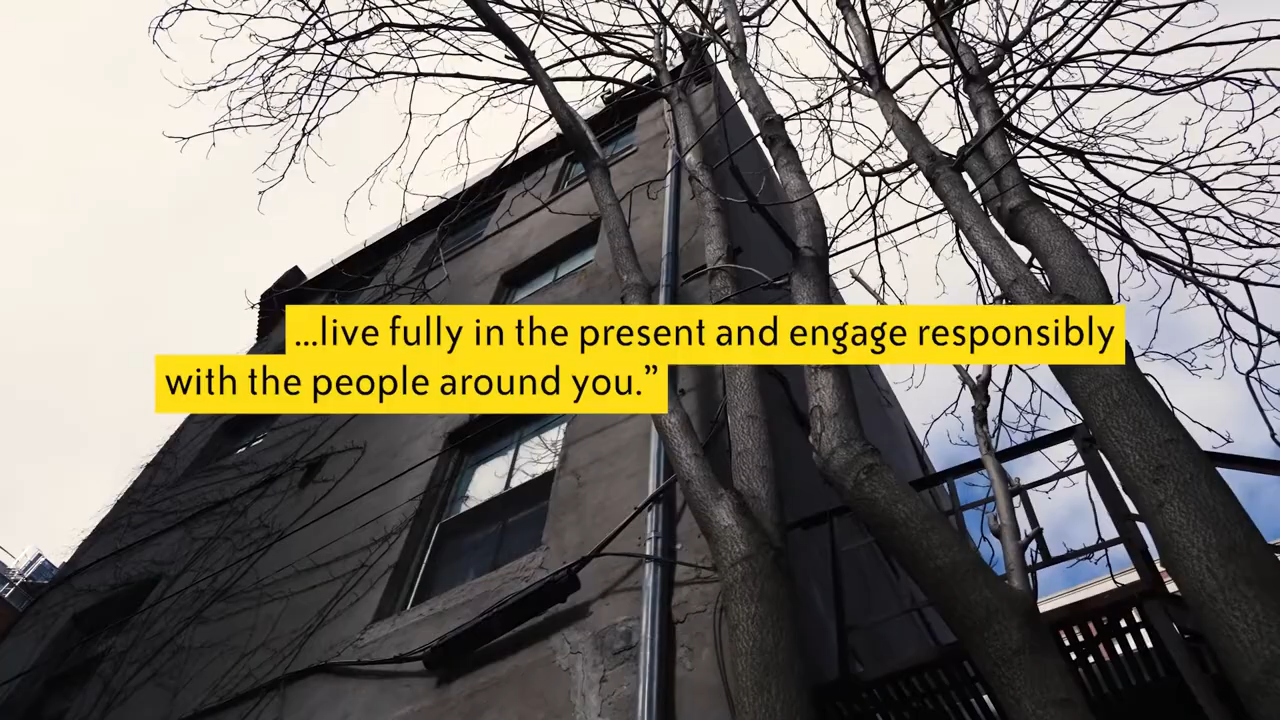 ...live fully in the present and engage responsibly
with the people around you.”